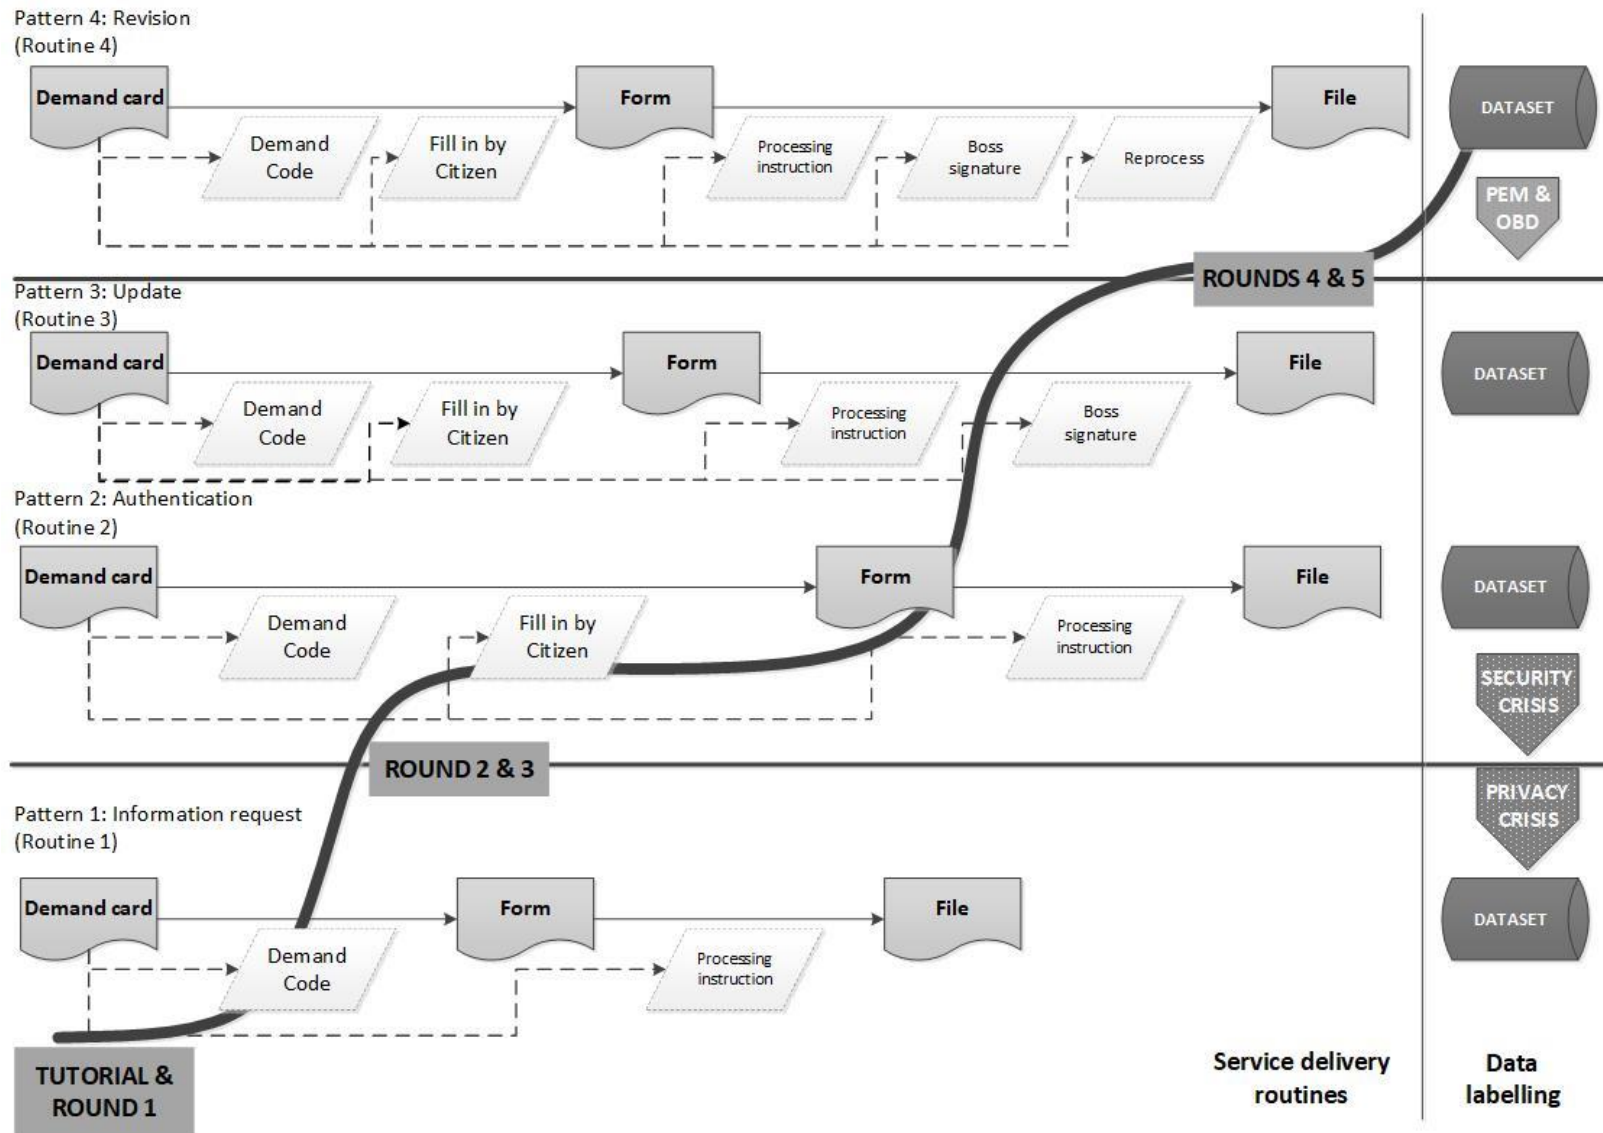 Pattern 4: Revision
(Routine 4)
Demand card
Form
File
DATASET
Demand
Code
Fill in by
Citizen
Processing
instruction
Boss
signature
Reprocess
PEM &
OBD
ROUNDS 4 & 5
Pattern 3: Update
(Routine 3)
Demand card
Form
File
DATASET
Demand
Code
Fill in by
Citizen
Processing
instruction
Boss
signature
Pattern 2: Authentication
(Routine 2)
Demand card
Form
File
DATASET
Demand
Code
Fill in by
Citizen
Processing
instruction
SECURITY
CRISIS
ROUND 2 & 3
PRIVACY
CRISIS
Pattern 1: Information request
(Routine 1)
Demand card
Form
File
DATASET
Demand
Code
Processing
instruction
TUTORIAL &
ROUND 1
Service delivery
routines
Data
labelling